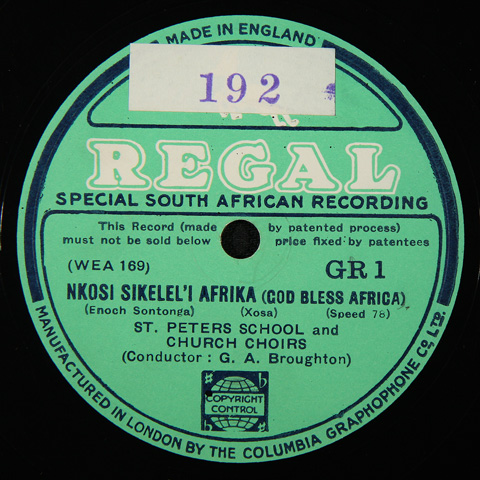 MADE IN ENGLAND
192
REGAL
SPECIAL SOUTH AFRICAN RECORDING
This Record (made by patented process)
must not be sold below price fixed by patentees
(WEA 169) GR1
NKOSI SIKELEL'I AFRIKA (GOD BLESS AFRICA)
(Enoch Sontonga) (Xosa) (Speed 78)
ST. PETERS SCHOOL and
CHURCH CHOIRS
(Conductor : G. A. Broughton)
COPYRIGHT
CONTROL
MANUFACTURED IN LONDON BY THE COLUMBIA GRAPHOPHONE CO., LTD.